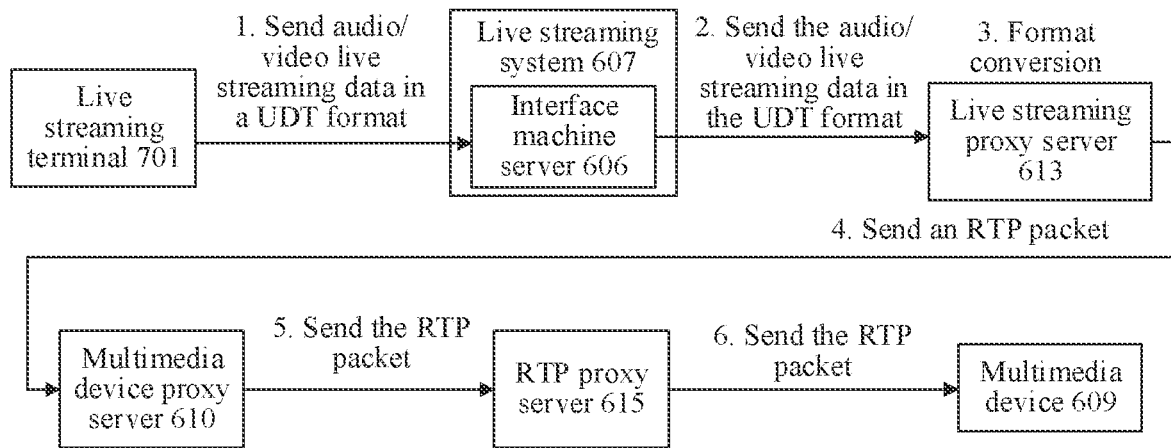 1. Send audio/
video live
streaming data in
a UDT format
Live streaming
system 607
2. Send the audio/
video live
streaming data in
the UDT format
3. Format
conversion
Live
streaming
terminal 701
Interface
machine
server 606
Live streaming
proxy server
613
4. Send an RTP packet
5. Send the RTP
packet
6. Send the RTP
packet
Multimedia
device proxy
server 610
RTP proxy
server 615
Multimedia
device 609